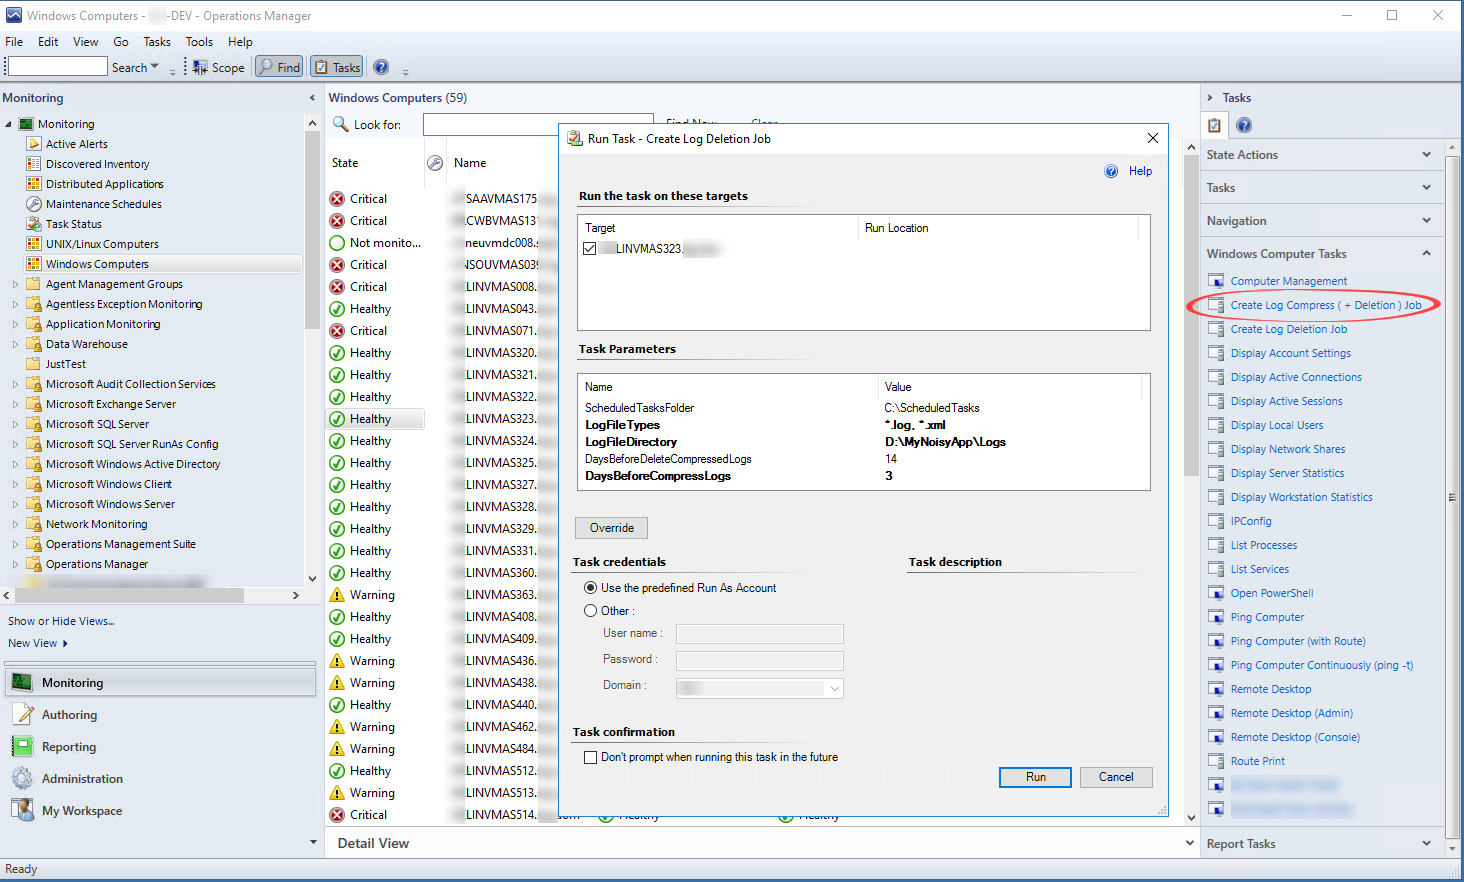 Windows Computers - -DEV - Operations Manager
File Edit View Go Tasks Tools Help
Search Scope Find Tasks
Monitoring
Monitoring
Active Alerts
Discovered Inventory
Distributed Applications
Maintenance Schedules
Task Status
UNIX/Linux Computers
Windows Computers
Agent Management Groups
Agentless Exception Monitoring
Application Monitoring
Data Warehouse
JustTest
Microsoft Audit Collection Services
Microsoft Exchange Server
Microsoft SQL Server
Microsoft SQL Server RunAs Config
Microsoft Windows Active Directory
Microsoft Windows Client
Microsoft Windows Server
Network Monitoring
Operations Management Suite
Operations Manager
Show or Hide Views...
New View
Monitoring
Authoring
Reporting
Administration
My Workspace
Ready
Windows Computers (59)
Look for: Find Now Clear
State Name
Critical SAAVMAS175.
Critical CWBVMAS131
Not monito... neuvmdc008.
Critical NSOUVMAS039
Critical LINVMAS008.
Healthy LINVMAS043.
Critical LINVMAS071.
Healthy LINVMAS320.
Healthy LINVMAS321.
Healthy LINVMAS322.
Healthy LINVMAS323.
Healthy LINVMAS324.
Healthy LINVMAS325.
Healthy LINVMAS327.
Healthy LINVMAS328.
Healthy LINVMAS329.
Healthy LINVMAS331.
Healthy LINVMAS360.
Warning LINVMAS363.
Healthy LINVMAS408.
Healthy LINVMAS409.
Warning LINVMAS436.
Warning LINVMAS438.
Healthy LINVMAS440.
Warning LINVMAS462.
Warning LINVMAS484.
Healthy LINVMAS512.
Warning LINVMAS513.
Critical LINVMAS514. Healthy Healthy
Detail View
Run Task - Create Log Deletion Job
Help
Run the task on these targets
Target Run Location
LINVMAS323.
Task Parameters
Name Value
ScheduledTasksFolder C:\ScheduledTasks
LogFileTypes *.log, *.xml
LogFileDirectory D:\MyNoisyApp\Logs
DaysBeforeDeleteCompressedLogs 14
DaysBeforeCompressLogs 3
Override
Task credentials Task description
Use the predefined Run As Account
Other :
User name :
Password :
Domain :
Task confirmation
Don't prompt when running this task in the future
Run Cancel
Tasks
State Actions
Tasks
Navigation
Windows Computer Tasks
Computer Management
Create Log Compress ( + Deletion ) Job
Create Log Deletion Job
Display Account Settings
Display Active Connections
Display Active Sessions
Display Local Users
Display Network Shares
Display Server Statistics
Display Workstation Statistics
IPConfig
List Processes
List Services
Open PowerShell
Ping Computer
Ping Computer (with Route)
Ping Computer Continuously (ping -t)
Remote Desktop
Remote Desktop (Admin)
Remote Desktop (Console)
Route Print
Report Tasks